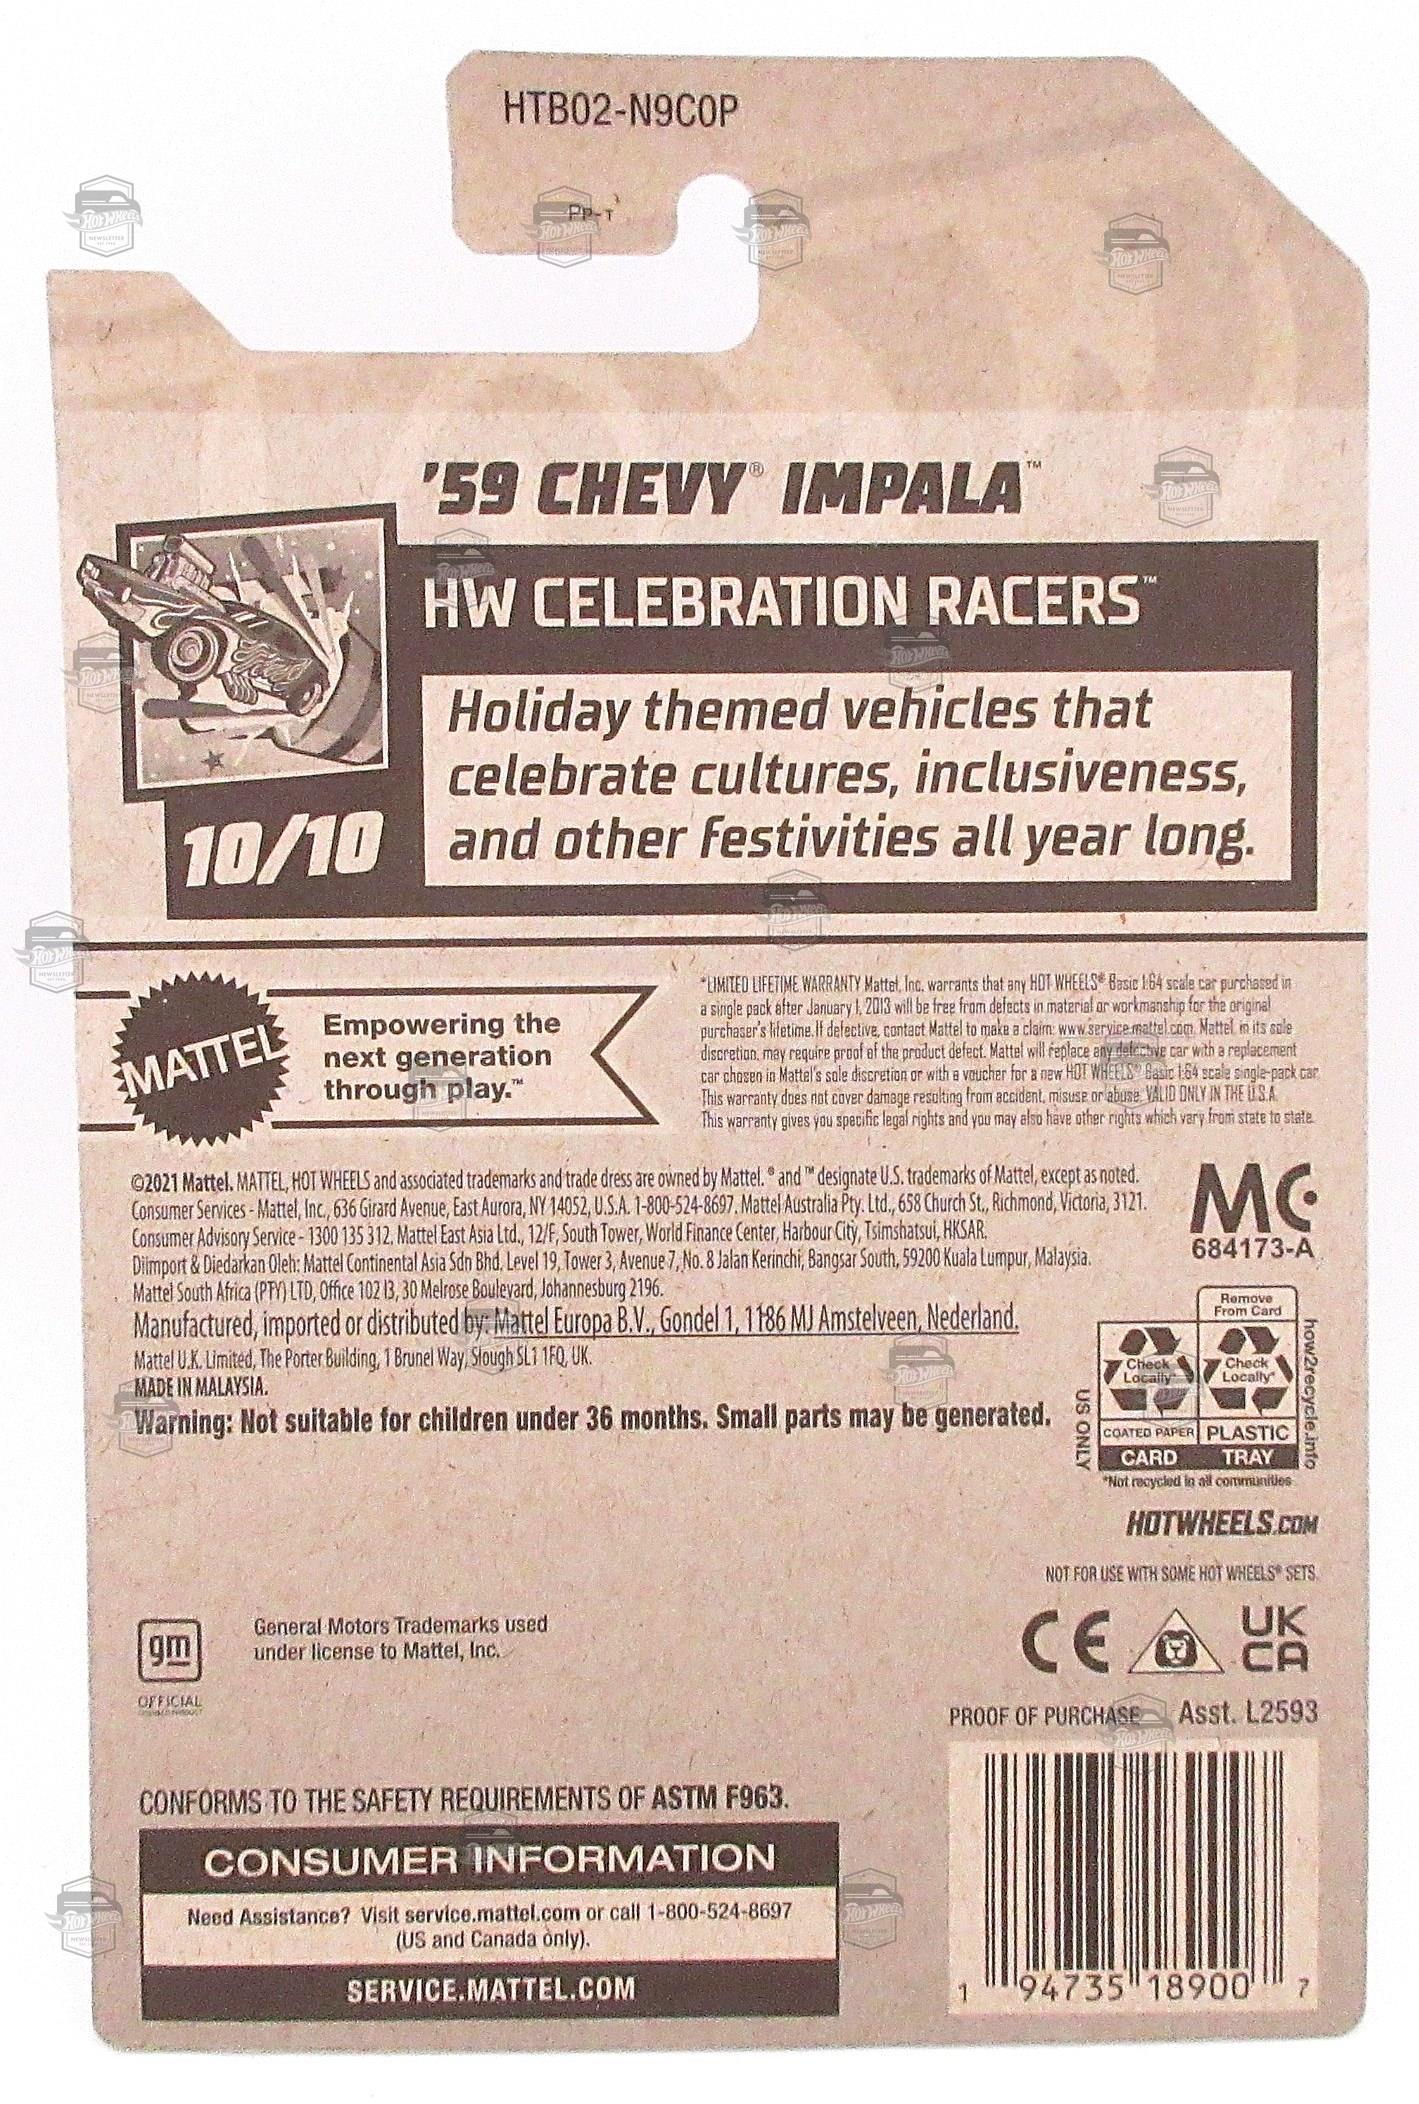 HTB02-N9C0P
PP-T
'59 CHEVY® IMPALA™
HW CELEBRATION RACERS™
Holiday themed vehicles that
celebrate cultures, inclusiveness,
and other festivities all year long.
10/10
MATTEL
Empowering the
next generation
through play.™
*LIMITED LIFETIME WARRANTY Mattel, Inc. warrants that any HOT WHEELS® Basic 1:64 scale car purchased in
a single pack after January 1, 2013 will be free from defects in material or workmanship for the original
purchaser's lifetime. If defective, contact Mattel to make a claim: www.service.mattel.com. Mattel, in its sole
discretion, may require proof of the product defect. Mattel will replace any defective car with a replacement
car chosen in Mattel's sole discretion or with a voucher for a new HOT WHEELS® Basic 1:64 scale single-pack car.
This warranty does not cover damage resulting from accident, misuse or abuse. VALID ONLY IN THE U.S.A.
This warranty gives you specific legal rights and you may also have other rights which vary from state to state.
©2021 Mattel. MATTEL, HOT WHEELS and associated trademarks and trade dress are owned by Mattel. ® and ™ designate U.S. trademarks of Mattel, except as noted.
Consumer Services - Mattel, Inc., 636 Girard Avenue, East Aurora, NY 14052, U.S.A. 1-800-524-8697. Mattel Australia Pty. Ltd., 658 Church St., Richmond, Victoria, 3121.
Consumer Advisory Service - 1300 135 312. Mattel East Asia Ltd., 12/F, South Tower, World Finance Center, Harbour City, Tsimshatsui, HKSAR.
Diimport & Diedarkan Oleh: Mattel Continental Asia Sdn Bhd. Level 19, Tower 3, Avenue 7, No. 8 Jalan Kerinchi, Bangsar South, 59200 Kuala Lumpur, Malaysia.
Mattel South Africa (PTY) LTD, Office 102 I3, 30 Melrose Boulevard, Johannesburg 2196.
Manufactured, imported or distributed by: Mattel Europa B.V., Gondel 1, 1186 MJ Amstelveen, Nederland.
Mattel U.K. Limited, The Porter Building, 1 Brunel Way, Slough SL1 1FQ, UK.
MADE IN MALAYSIA.
Warning: Not suitable for children under 36 months. Small parts may be generated.
MC
684173-A
Remove
From Card
Check
Locally*
Check
Locally*
COATED PAPER
PLASTIC
CARD
TRAY
US ONLY
how2recycle.info
*Not recycled in all communities
HOTWHEELS.COM
NOT FOR USE WITH SOME HOT WHEELS® SETS.
gm
OFFICIAL
General Motors Trademarks used
under license to Mattel, Inc.
CE
UK
CA
PROOF OF PURCHASE
Asst. L2593
CONFORMS TO THE SAFETY REQUIREMENTS OF ASTM F963.
CONSUMER INFORMATION
Need Assistance? Visit service.mattel.com or call 1-800-524-8697
(US and Canada only).
SERVICE.MATTEL.COM
1 94735 18900 7